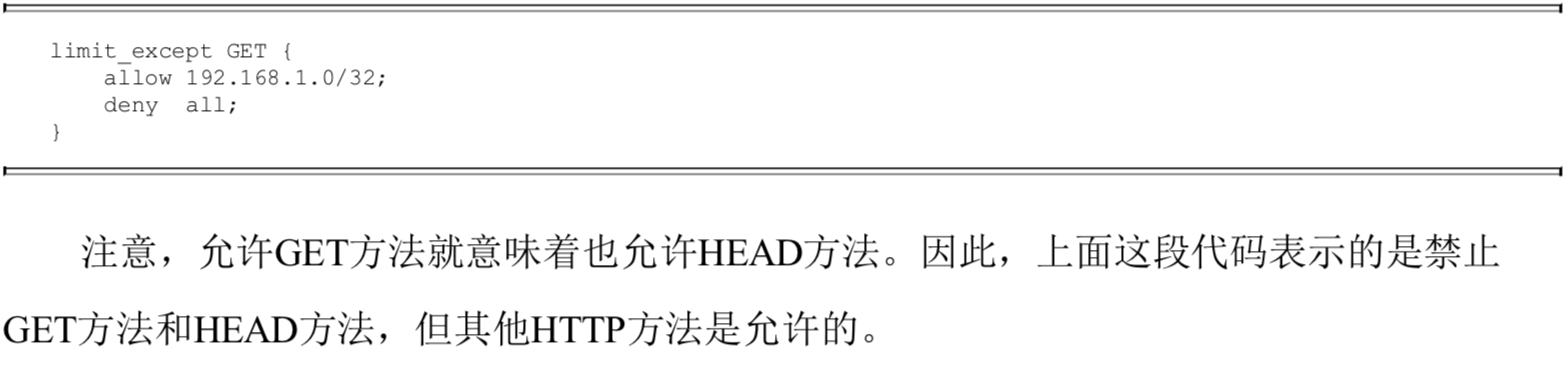 limit_except GET {
    allow 192.168.1.0/32;
    deny  all;
}
注意，允许GET方法就意味着也允许HEAD方法。因此，上面这段代码表示的是禁止
GET方法和HEAD方法，但其他HTTP方法是允许的。